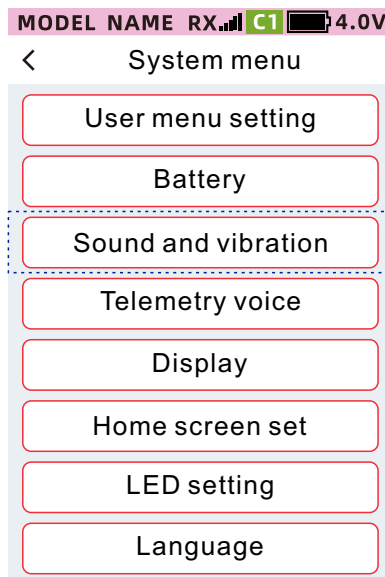 MODEL NAME RX C1 4.0V
< System menu
User menu setting
Battery
Sound and vibration
Telemetry voice
Display
Home screen set
LED setting
Language